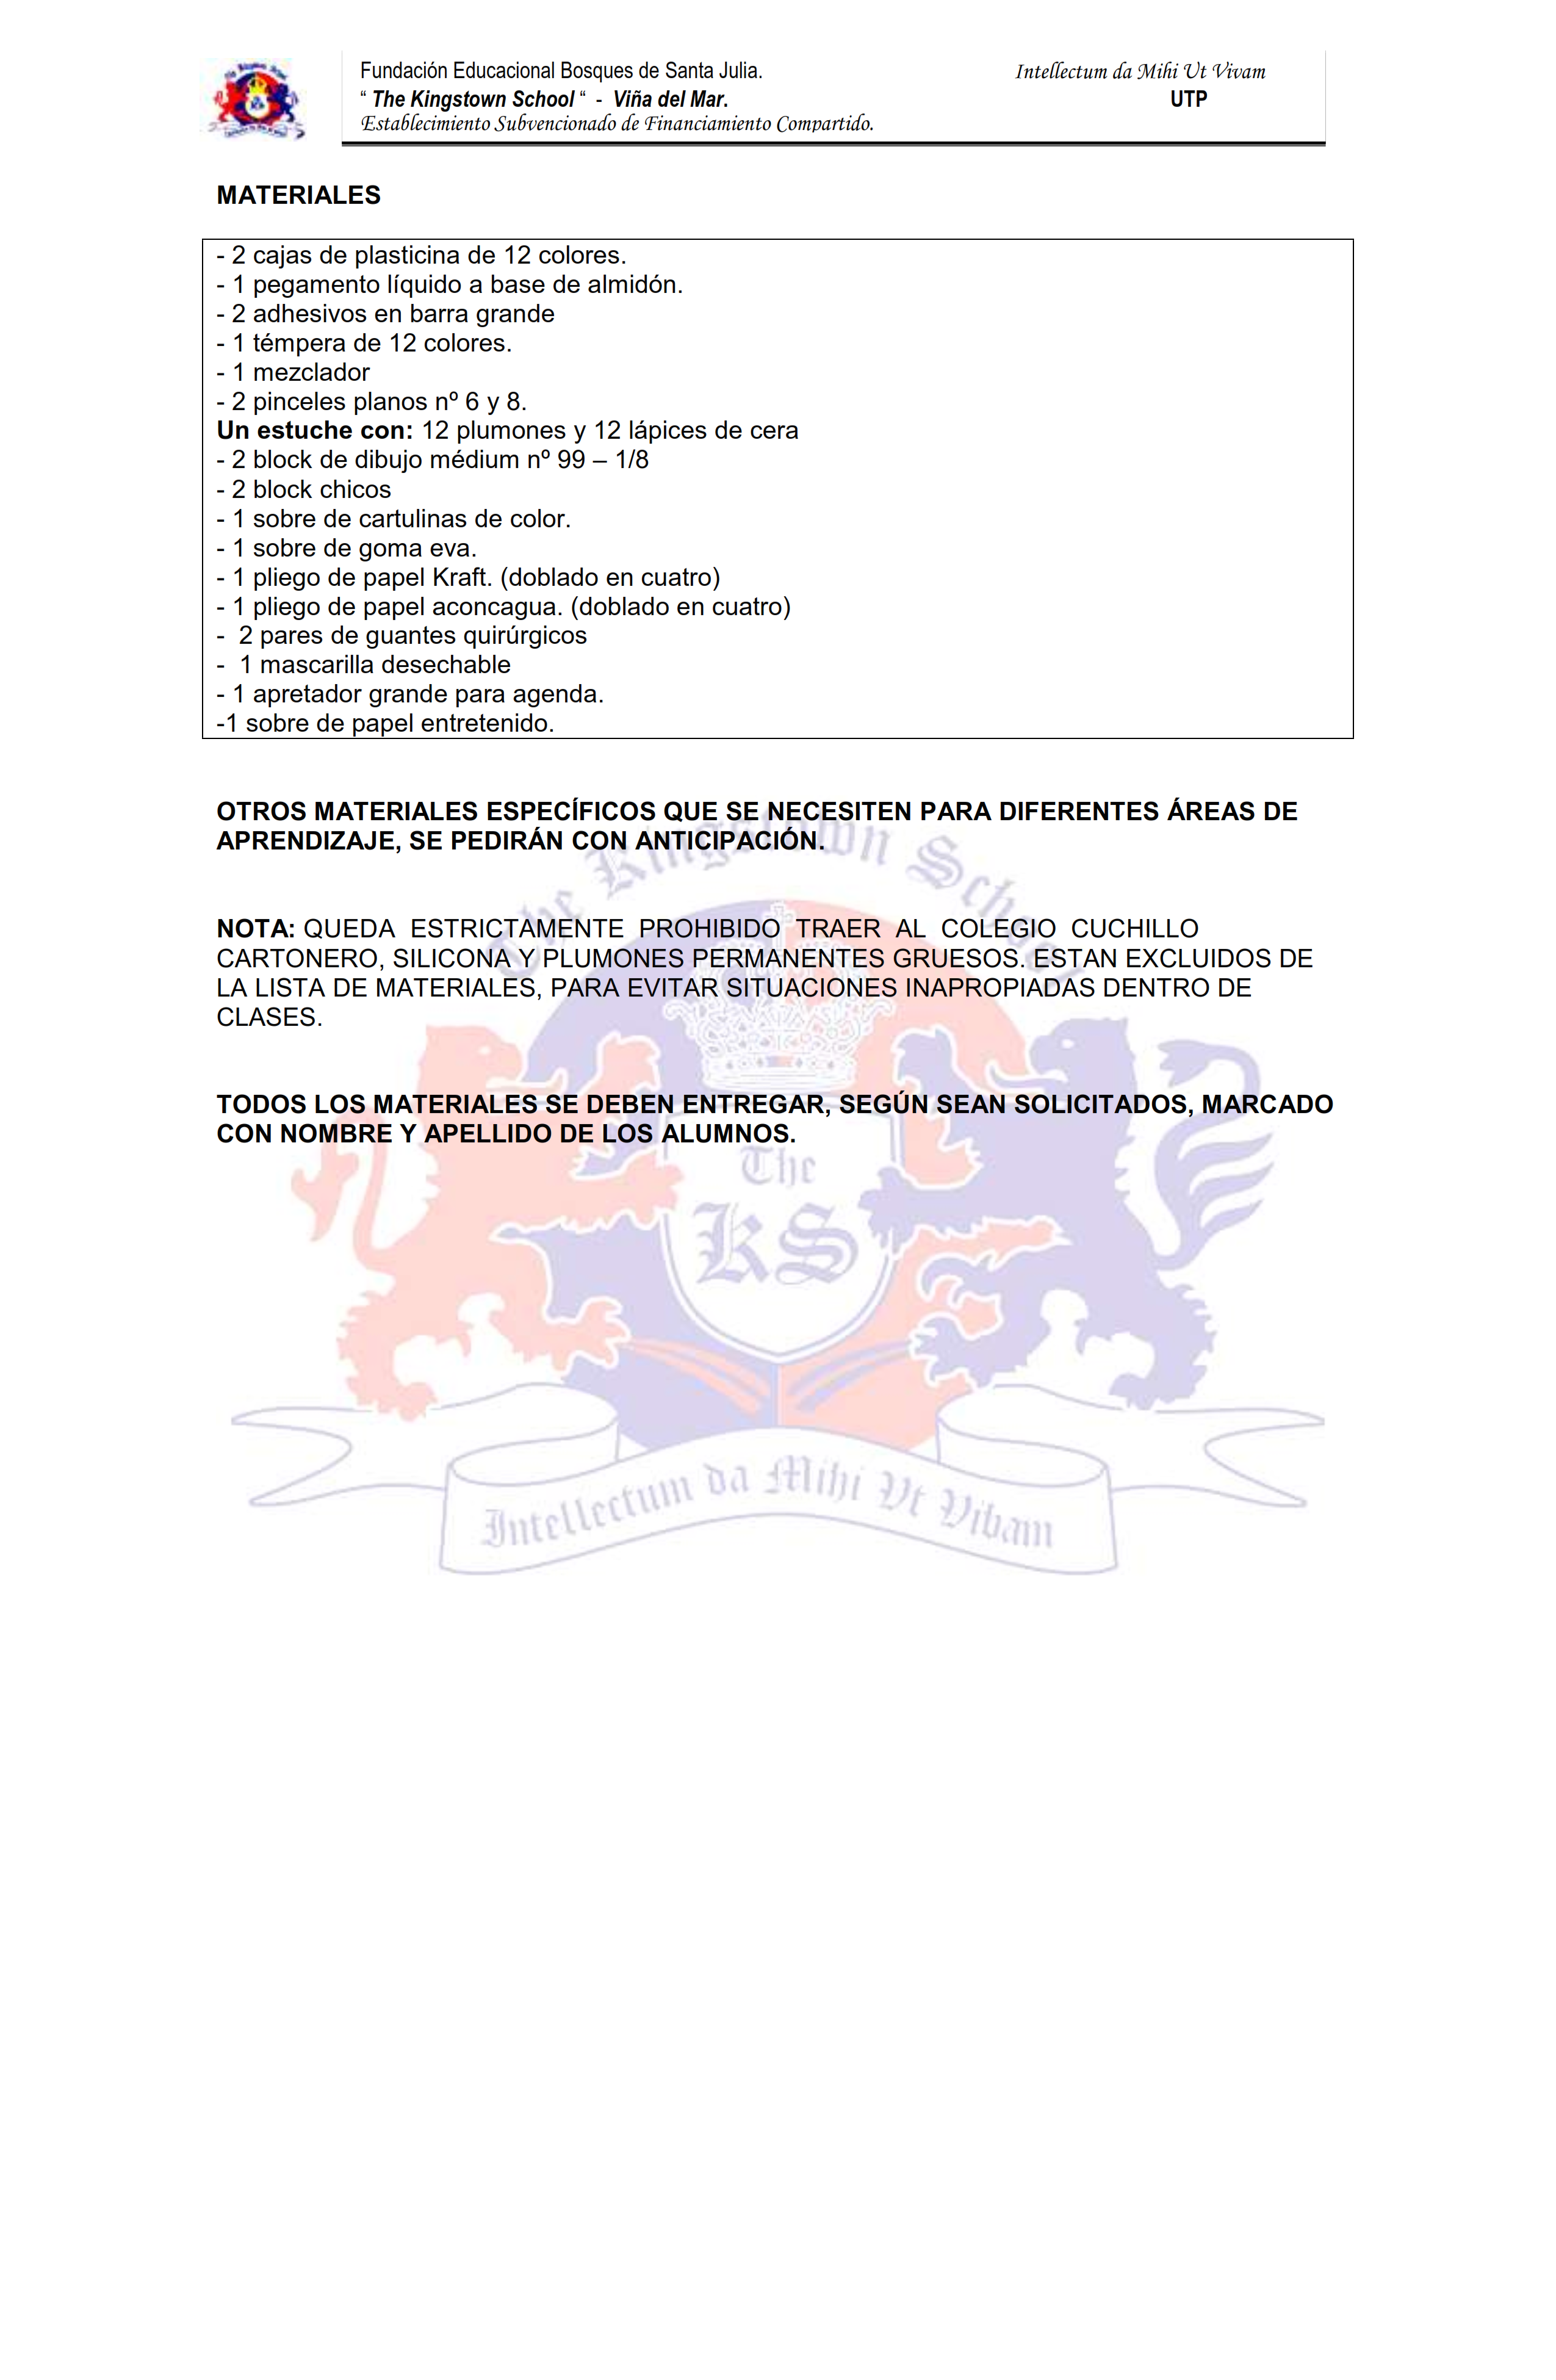 Fundación Educacional Bosques de Santa Julia. Intellectum da Mihi Ut Vivam
“ The Kingstown School “ - Viña del Mar. UTP
Establecimiento Subvencionado de Financiamiento Compartido.
MATERIALES
- 2 cajas de plasticina de 12 colores.
- 1 pegamento líquido a base de almidón.
- 2 adhesivos en barra grande
- 1 témpera de 12 colores.
- 1 mezclador
- 2 pinceles planos nº 6 y 8.
Un estuche con: 12 plumones y 12 lápices de cera
- 2 block de dibujo médium nº 99 – 1/8
- 2 block chicos
- 1 sobre de cartulinas de color.
- 1 sobre de goma eva.
- 1 pliego de papel Kraft. (doblado en cuatro)
- 1 pliego de papel aconcagua. (doblado en cuatro)
- 2 pares de guantes quirúrgicos
- 1 mascarilla desechable
- 1 apretador grande para agenda.
-1 sobre de papel entretenido.
OTROS MATERIALES ESPECÍFICOS QUE SE NECESITEN PARA DIFERENTES ÁREAS DE
APRENDIZAJE, SE PEDIRÁN CON ANTICIPACIÓN.
The Kingstown School
NOTA: QUEDA ESTRICTAMENTE PROHIBIDO TRAER AL COLEGIO CUCHILLO
CARTONERO, SILICONA Y PLUMONES PERMANENTES GRUESOS. ESTAN EXCLUIDOS DE
LA LISTA DE MATERIALES, PARA EVITAR SITUACIONES INAPROPIADAS DENTRO DE
CLASES.
TODOS LOS MATERIALES SE DEBEN ENTREGAR, SEGÚN SEAN SOLICITADOS, MARCADO
CON NOMBRE Y APELLIDO DE LOS ALUMNOS.
The
KS
Intellectum da Mihi Vt Vivam